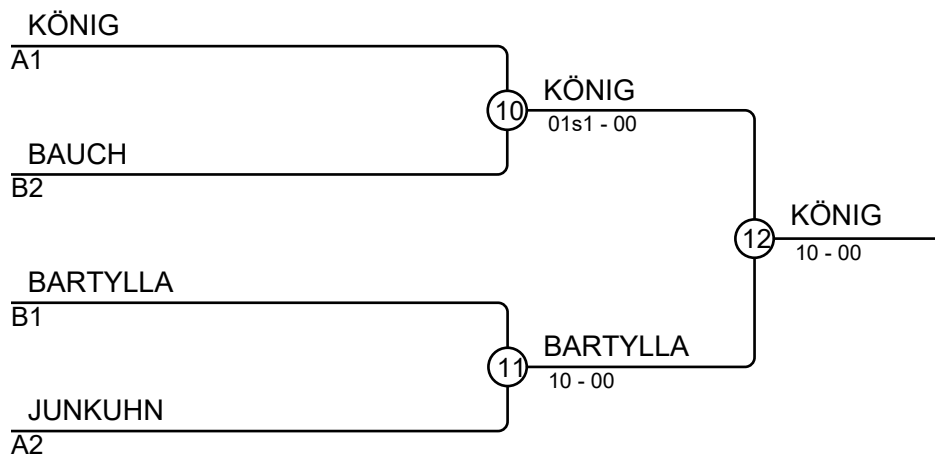 KÖNIG
A1
10
KÖNIG
01s1 - 00
BAUCH
B2
12
KÖNIG
10 - 00
BARTYLLA
B1
11
BARTYLLA
10 - 00
JUNKUHN
A2